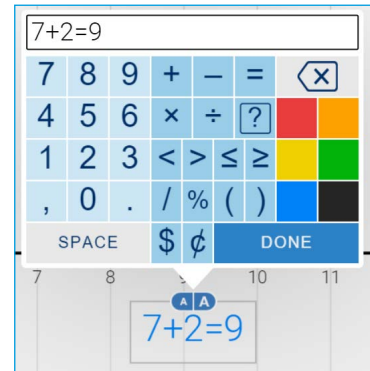 7+2=9
7 8 9 + – =
4 5 6 × ÷ ?
1 2 3 < > ≤ ≥
, 0 . / % ( )
SPACE $ ¢ DONE
7 8 9 10 11
A A
7+2=9